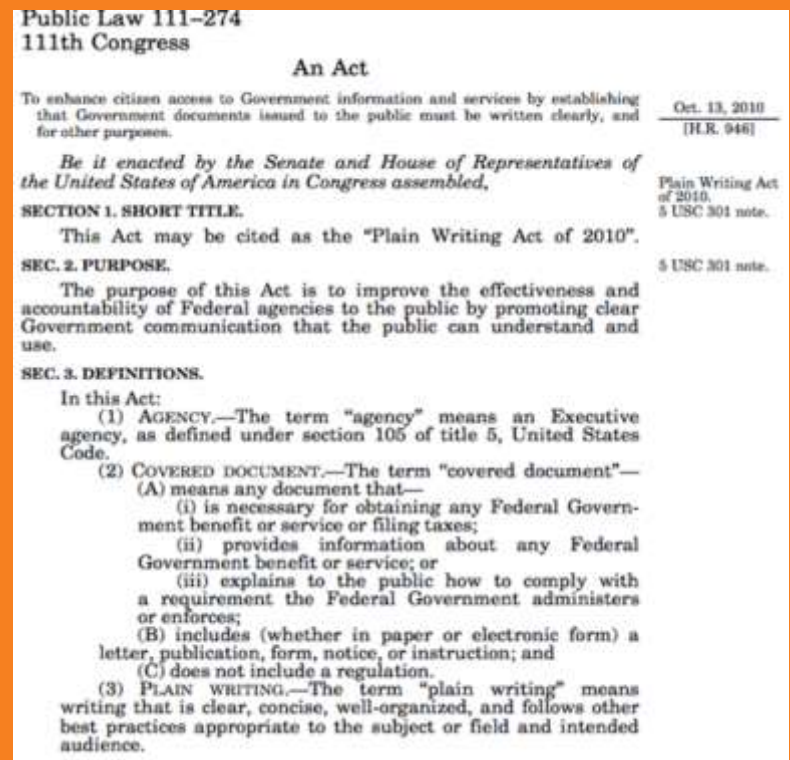 Public Law 111–274
111th Congress
An Act
To enhance citizen access to Government information and services by establishing
that Government documents issued to the public must be written clearly, and
for other purposes.
Oct. 13, 2010
[H.R. 946]
Be it enacted by the Senate and House of Representatives of
the United States of America in Congress assembled,
Plain Writing Act
of 2010.
5 USC 301 note.
SECTION 1. SHORT TITLE.
This Act may be cited as the “Plain Writing Act of 2010”.
SEC. 2. PURPOSE.
5 USC 301 note.
The purpose of this Act is to improve the effectiveness and
accountability of Federal agencies to the public by promoting clear
Government communication that the public can understand and
use.
SEC. 3. DEFINITIONS.
In this Act:
(1) AGENCY.—The term “agency” means an Executive
agency, as defined under section 105 of title 5, United States
Code.
(2) COVERED DOCUMENT.—The term “covered document”—
(A) means any document that—
(i) is necessary for obtaining any Federal Govern-
ment benefit or service or filing taxes;
(ii) provides information about any Federal
Government benefit or service; or
(iii) explains to the public how to comply with
a requirement the Federal Government administers
or enforces;
(B) includes (whether in paper or electronic form) a
letter, publication, form, notice, or instruction; and
(C) does not include a regulation.
(3) PLAIN WRITING.—The term “plain writing” means
writing that is clear, concise, well-organized, and follows other
best practices appropriate to the subject or field and intended
audience.